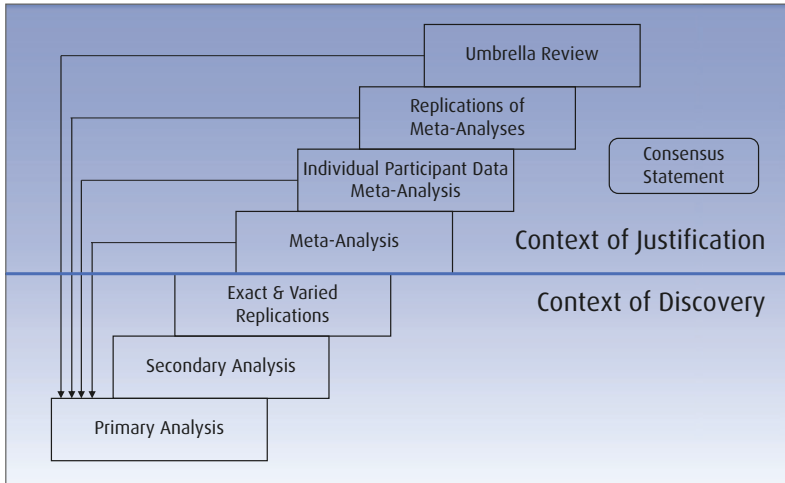 Umbrella Review
Replications of
Meta-Analyses
Individual Participant Data
Meta-Analysis
Consensus
Statement
Meta-Analysis
Context of Justification
Exact & Varied
Replications
Context of Discovery
Secondary Analysis
Primary Analysis